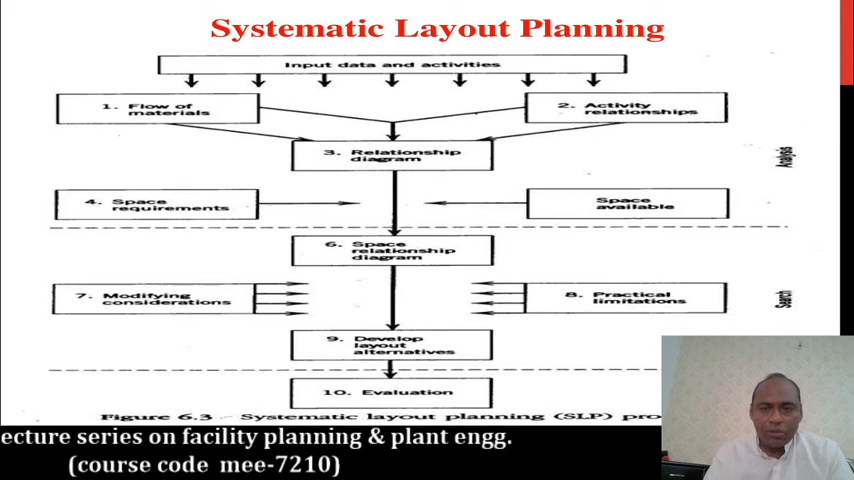 Systematic Layout Planning
Input data and activities
1. Flow of
materials
2. Activity
relationships
3. Relationship
diagram
Analysis
4. Space
requirements
Space
available
6. Space
relationship
diagram
7. Modifying
considerations
8. Practical
limitations
Search
9. Develop
layout
alternatives
10. Evaluation
Figure 6.3 Systematic layout planning (SLP) pro
ecture series on facility planning & plant engg.
(course code mee-7210)